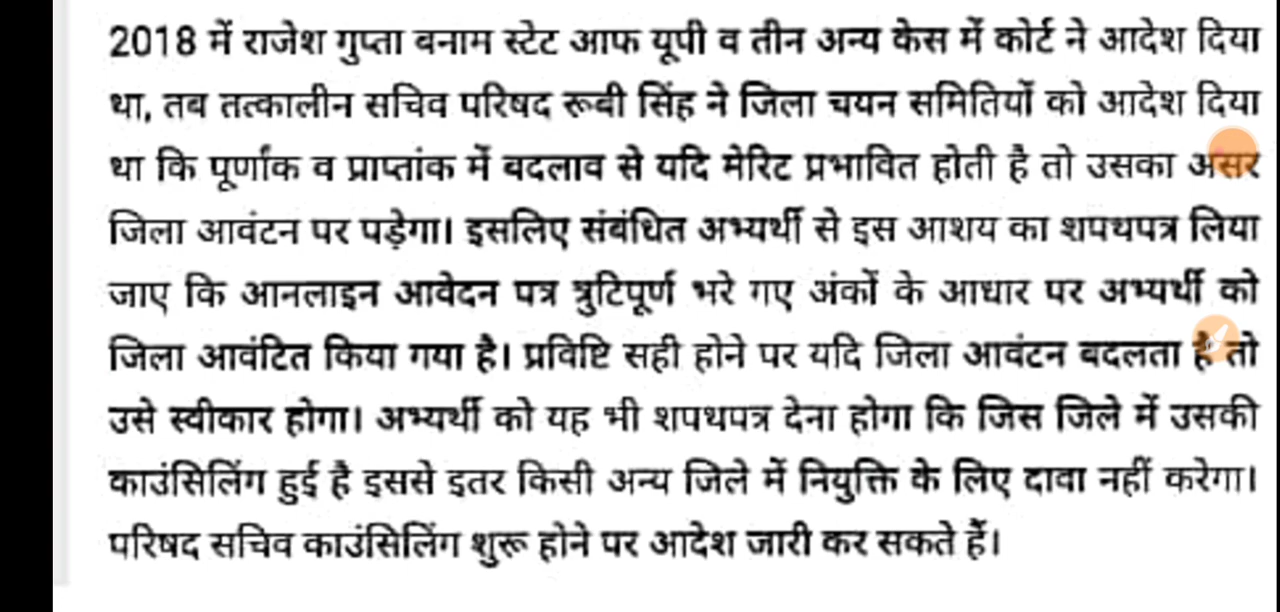 2018 में राजेश गुप्ता वनाम स्टेट आफ यूपी व तीन अन्य केस में कोर्ट ने आदेश दिया
था, तब तत्कालीन सचिव परिषद रूबी सिंह ने जिला चयन समितियों को आदेश दिया
था कि पूर्णांक व प्राप्तांक में बदलाव से यदि मेरिट प्रभावित होती है तो उसका असर
जिला आवंटन पर पड़ेगा। इसलिए संबंधित अभ्यर्थी से इस आशय का शपथपत्र लिया
जाए कि आनलाइन आवेदन पत्र त्रुटिपूर्ण भरे गए अंकों के आधार पर अभ्यर्थी को
जिला आवंटित किया गया है। प्रविष्टि सही होने पर यदि जिला आवंटन बदलता है तो
उसे स्वीकार होगा। अभ्यर्थी को यह भी शपथपत्र देना होगा कि जिस जिले में उसकी
काउंसिलिंग हुई है इससे इतर किसी अन्य जिले में नियुक्ति के लिए दावा नहीं करेगा।
परिषद सचिव काउंसिलिंग शुरू होने पर आदेश जारी कर सकते हैं।